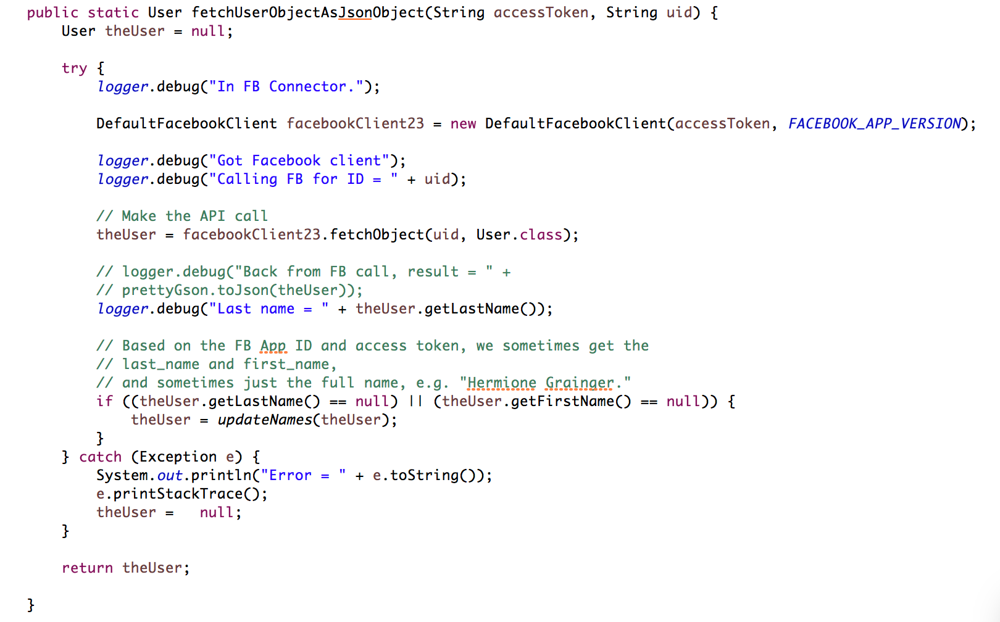 public static User fetchUserObjectAsJsonObject(String accessToken, String uid) {
    User theUser = null;

    try {
        logger.debug("In FB Connector.");

        DefaultFacebookClient facebookClient23 = new DefaultFacebookClient(accessToken, FACEBOOK_APP_VERSION);

        logger.debug("Got Facebook client");
        logger.debug("Calling FB for ID = " + uid);

        // Make the API call
        theUser = facebookClient23.fetchObject(uid, User.class);

        // logger.debug("Back from FB call, result = " +
        // prettyGson.toJson(theUser));
        logger.debug("Last name = " + theUser.getLastName());

        // Based on the FB App ID and access token, we sometimes get the
        // last_name and first_name,
        // and sometimes just the full name, e.g. "Hermione Grainger."
        if ((theUser.getLastName() == null) || (theUser.getFirstName() == null)) {
            theUser = updateNames(theUser);
        }
    } catch (Exception e) {
        System.out.println("Error = " + e.toString());
        e.printStackTrace();
        theUser =   null;
    }

    return theUser;

}